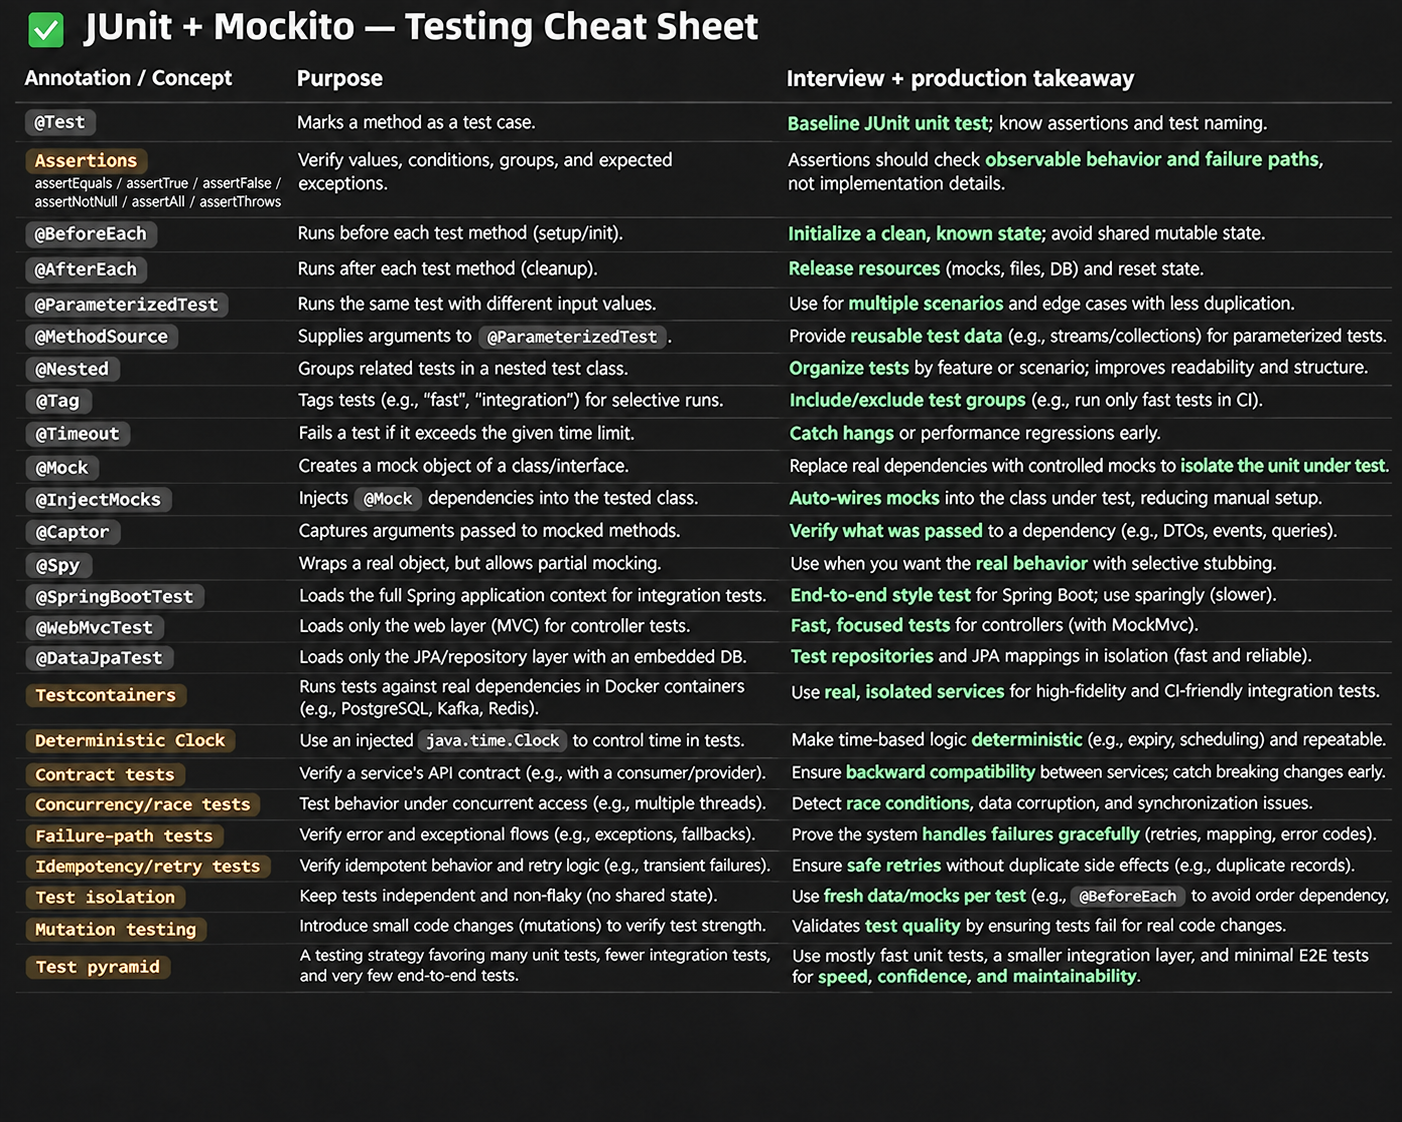 ✅ JUnit + Mockito — Testing Cheat Sheet
Annotation / Concept Purpose Interview + production takeaway
@Test Marks a method as a test case. Baseline JUnit unit test; know assertions and test naming.
Assertions Verify values, conditions, groups, and expected Assertions should check observable behavior and failure paths,
assertEquals / assertTrue / assertFalse / exceptions. not implementation details.
assertNotNull / assertAll / assertThrows
@BeforeEach Runs before each test method (setup/init). Initialize a clean, known state; avoid shared mutable state.
@AfterEach Runs after each test method (cleanup). Release resources (mocks, files, DB) and reset state.
@ParameterizedTest Runs the same test with different input values. Use for multiple scenarios and edge cases with less duplication.
@MethodSource Supplies arguments to @ParameterizedTest . Provide reusable test data (e.g., streams/collections) for parameterized tests.
@Nested Groups related tests in a nested test class. Organize tests by feature or scenario; improves readability and structure.
@Tag Tags tests (e.g., "fast", "integration") for selective runs. Include/exclude test groups (e.g., run only fast tests in CI).
@Timeout Fails a test if it exceeds the given time limit. Catch hangs or performance regressions early.
@Mock Creates a mock object of a class/interface. Replace real dependencies with controlled mocks to isolate the unit under test.
@InjectMocks Injects @Mock dependencies into the tested class. Auto-wires mocks into the class under test, reducing manual setup.
@Captor Captures arguments passed to mocked methods. Verify what was passed to a dependency (e.g., DTOs, events, queries).
@Spy Wraps a real object, but allows partial mocking. Use when you want the real behavior with selective stubbing.
@SpringBootTest Loads the full Spring application context for integration tests. End-to-end style test for Spring Boot; use sparingly (slower).
@WebMvcTest Loads only the web layer (MVC) for controller tests. Fast, focused tests for controllers (with MockMvc).
@DataJpaTest Loads only the JPA/repository layer with an embedded DB. Test repositories and JPA mappings in isolation (fast and reliable).
Testcontainers Runs tests against real dependencies in Docker containers Use real, isolated services for high-fidelity and CI-friendly integration tests.
(e.g., PostgreSQL, Kafka, Redis).
Deterministic Clock Use an injected java.time.Clock to control time in tests. Make time-based logic deterministic (e.g., expiry, scheduling) and repeatable.
Contract tests Verify a service's API contract (e.g., with a consumer/provider). Ensure backward compatibility between services; catch breaking changes early.
Concurrency/race tests Test behavior under concurrent access (e.g., multiple threads). Detect race conditions, data corruption, and synchronization issues.
Failure-path tests Verify error and exceptional flows (e.g., exceptions, fallbacks). Prove the system handles failures gracefully (retries, mapping, error codes).
Idempotency/retry tests Verify idempotent behavior and retry logic (e.g., transient failures). Ensure safe retries without duplicate side effects (e.g., duplicate records).
Test isolation Keep tests independent and non-flaky (no shared state). Use fresh data/mocks per test (e.g., @BeforeEach to avoid order dependency,
Mutation testing Introduce small code changes (mutations) to verify test strength. Validates test quality by ensuring tests fail for real code changes.
Test pyramid A testing strategy favoring many unit tests, fewer integration tests, Use mostly fast unit tests, a smaller integration layer, and minimal E2E tests
and very few end-to-end tests. for speed, confidence, and maintainability.